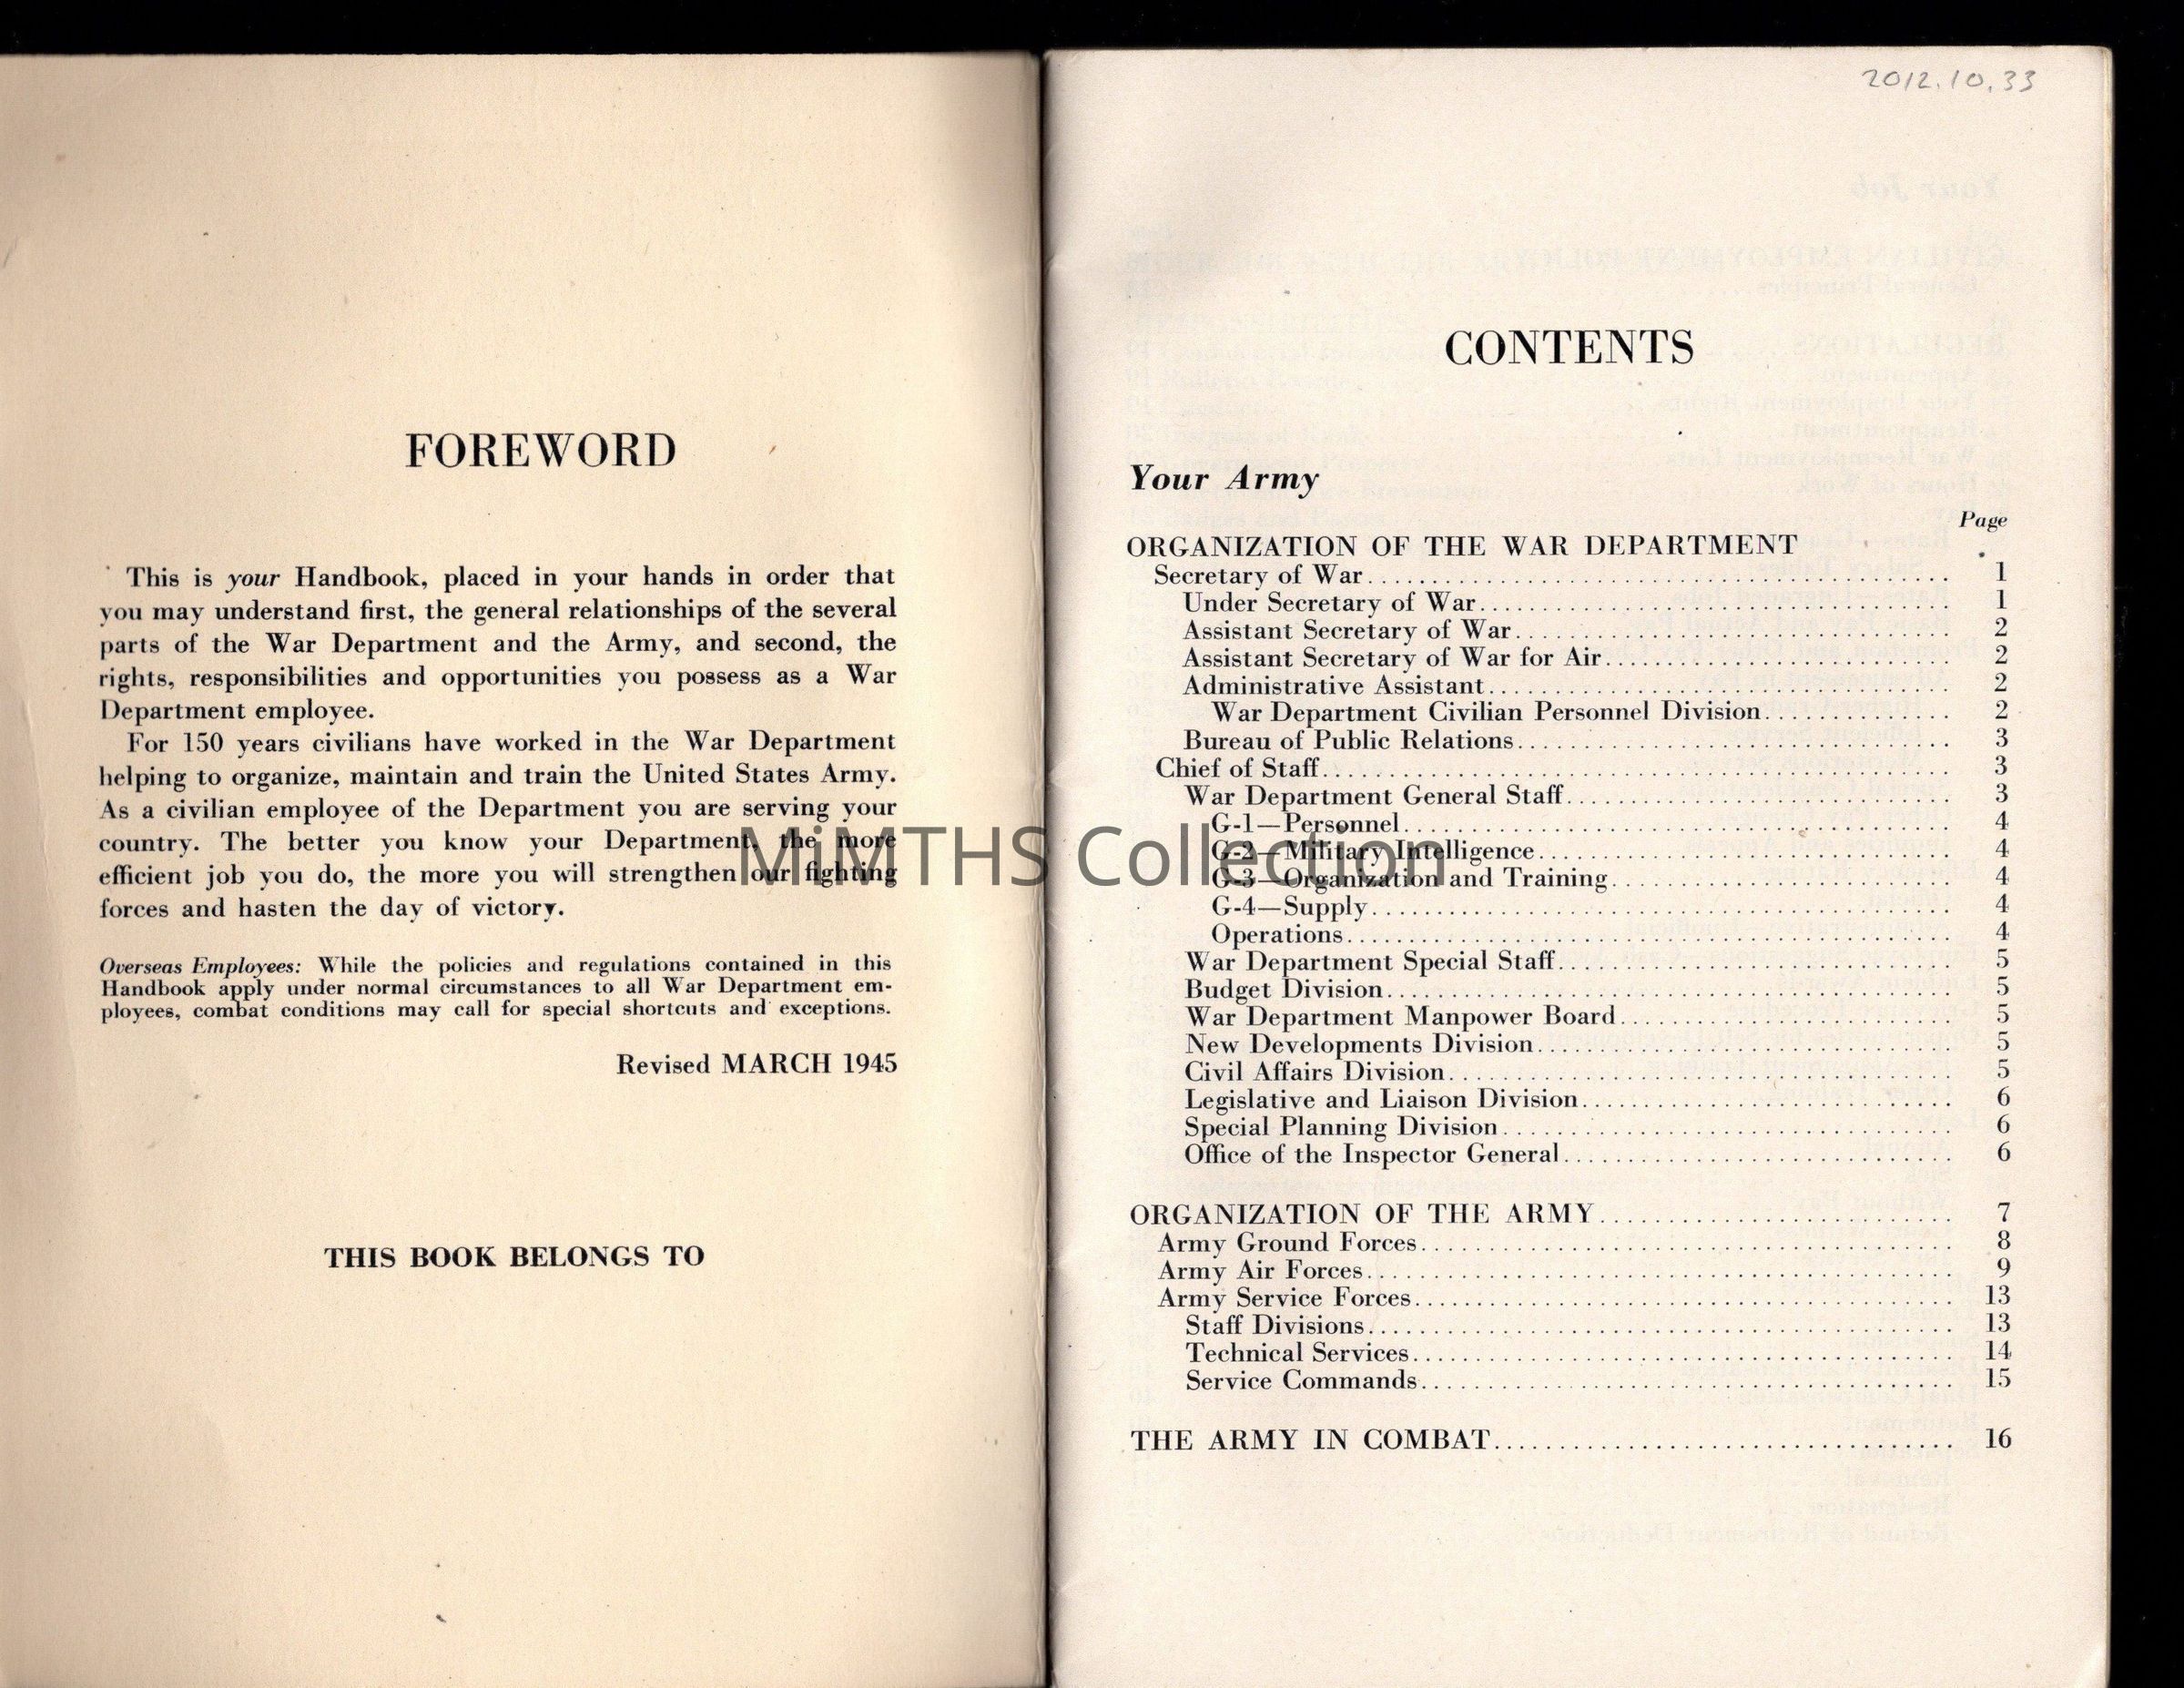 FOREWORD
This is your Handbook, placed in your hands in order that
you may understand first, the general relationships of the several
parts of the War Department and the Army, and second, the
rights, responsibilities and opportunities you possess as a War
Department employee.
For 150 years civilians have worked in the War Department
helping to organize, maintain and train the United States Army.
As a civilian employee of the Department you are serving your
country. The better you know your Department, the more
efficient job you do, the more you will strengthen our fighting
forces and hasten the day of victory.
Overseas Employees: While the policies and regulations contained in this
Handbook apply under normal circumstances to all War Department em-
ployees, combat conditions may call for special shortcuts and exceptions.
Revised MARCH 1945
THIS BOOK BELONGS TO
MiMTHS Collection
2012.10.33
CONTENTS
Your Army
Page
ORGANIZATION OF THE WAR DEPARTMENT
Secretary of War 1
Under Secretary of War 1
Assistant Secretary of War 2
Assistant Secretary of War for Air 2
Administrative Assistant 2
War Department Civilian Personnel Division 2
Bureau of Public Relations 3
Chief of Staff 3
War Department General Staff 3
G-1—Personnel 4
G-2—Military Intelligence 4
G-3—Organization and Training 4
G-4—Supply 4
Operations 4
War Department Special Staff 5
Budget Division 5
War Department Manpower Board 5
New Developments Division 5
Civil Affairs Division 5
Legislative and Liaison Division 6
Special Planning Division 6
Office of the Inspector General 6
ORGANIZATION OF THE ARMY 7
Army Ground Forces 8
Army Air Forces 9
Army Service Forces 13
Staff Divisions 13
Technical Services 14
Service Commands 15
THE ARMY IN COMBAT 16